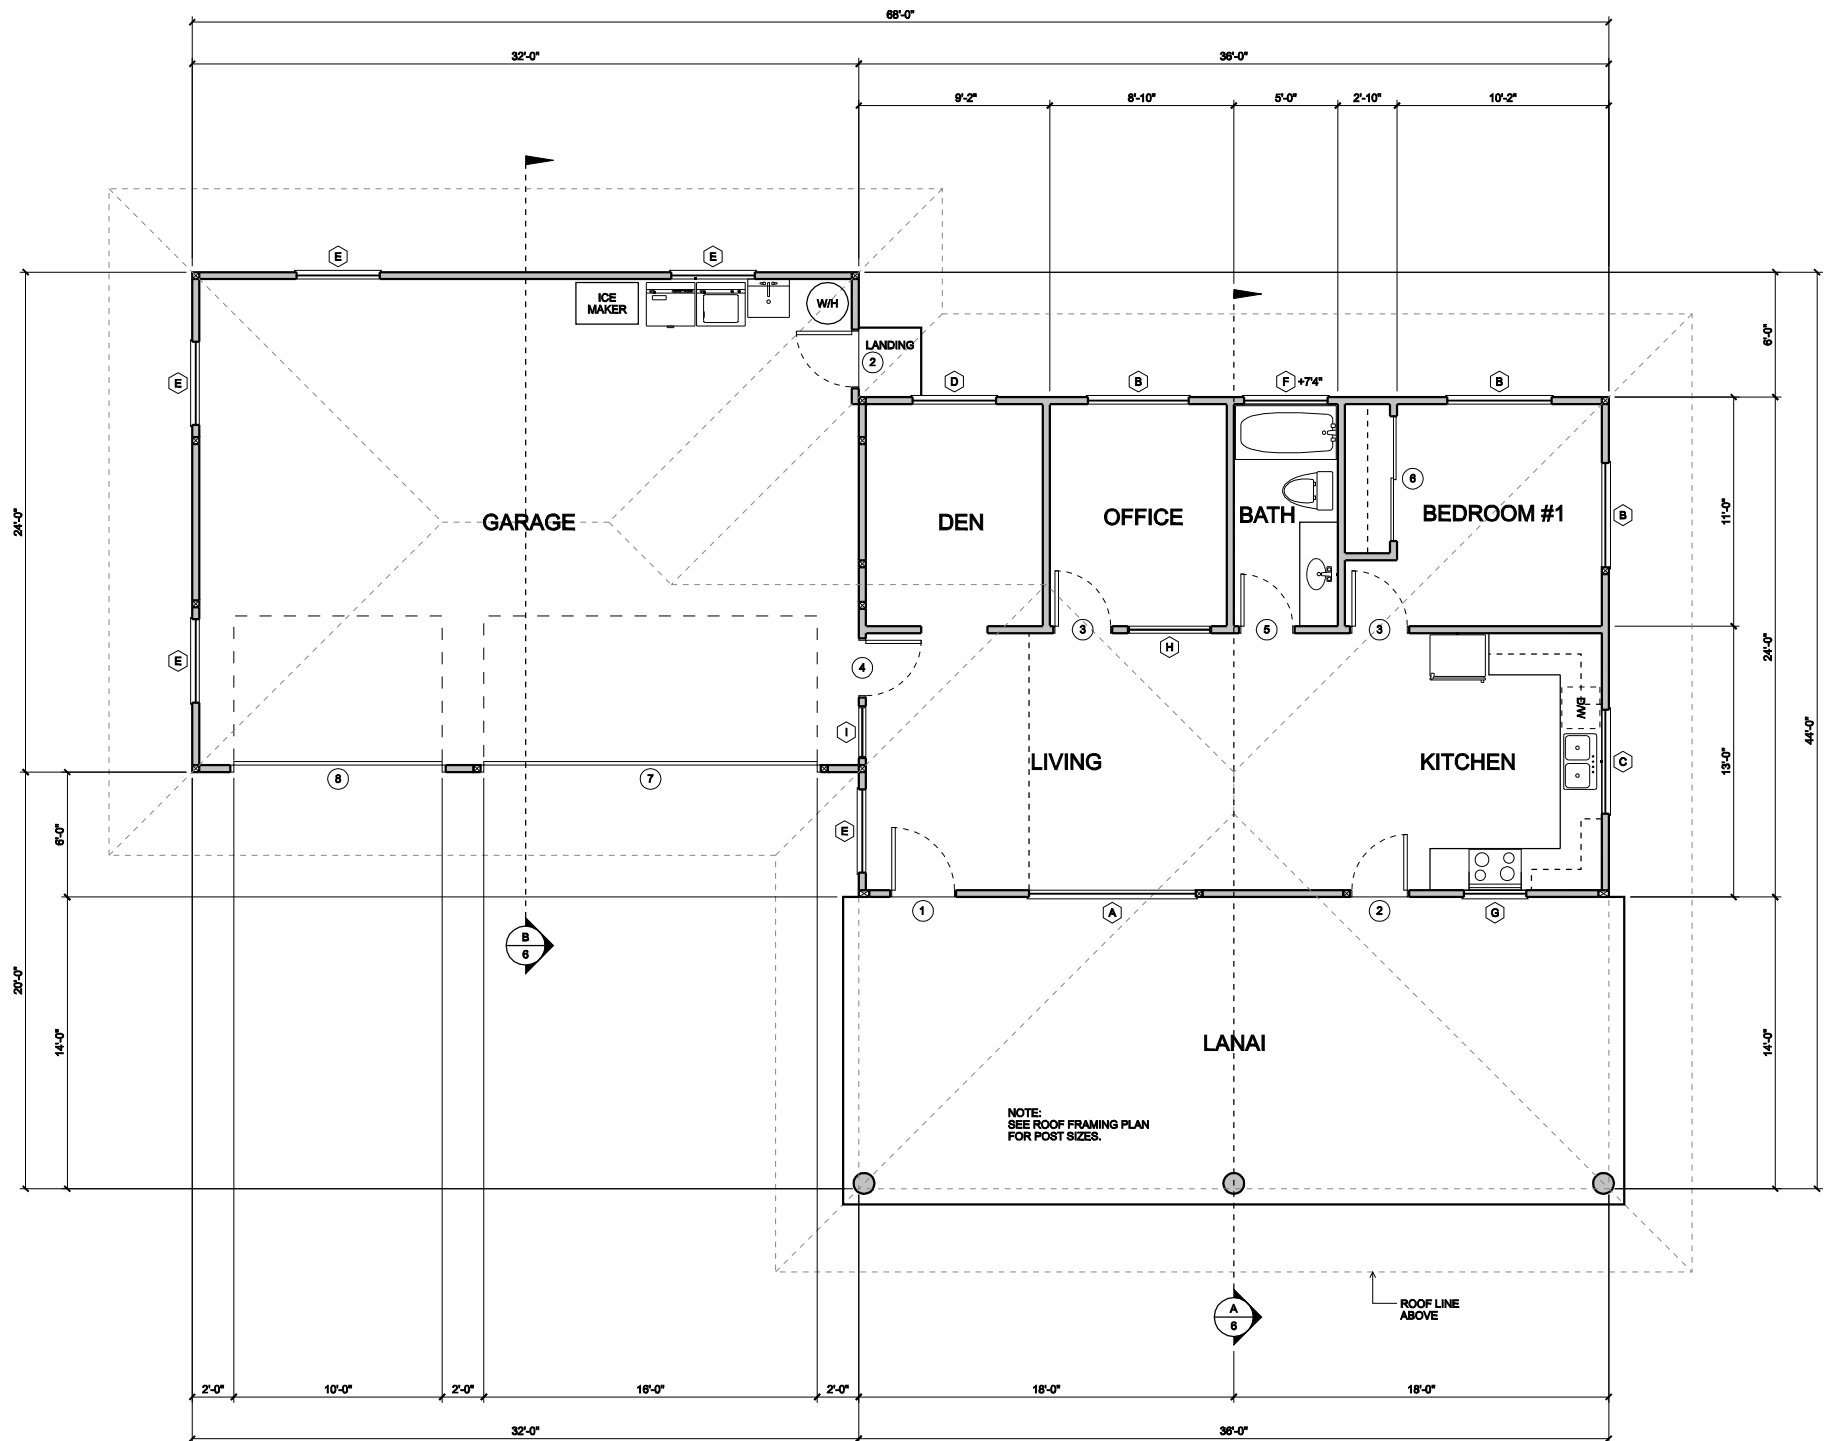 68'-0"
32'-0"
36'-0"
9'-2"
8'-10"
5'-0"
2'-10"
10'-2"
E
E
ICE
MAKER
W/H
LANDING
2
6'-0"
E
D
B
F +7'4"
B
6
24'-0"
GARAGE
DEN
OFFICE
BATH
BEDROOM #1
B
11'-0"
3
5
3
H
E
4
24'-0"
DW
I
LIVING
KITCHEN
C
13'-0"
44'-0"
8
7
6'-0"
E
1
A
2
G
B
6
20'-0"
14'-0"
LANAI
14'-0"
NOTE:
SEE ROOF FRAMING PLAN
FOR POST SIZES.
ROOF LINE
ABOVE
A
6
2'-0"
10'-0"
2'-0"
16'-0"
2'-0"
18'-0"
18'-0"
32'-0"
36'-0"